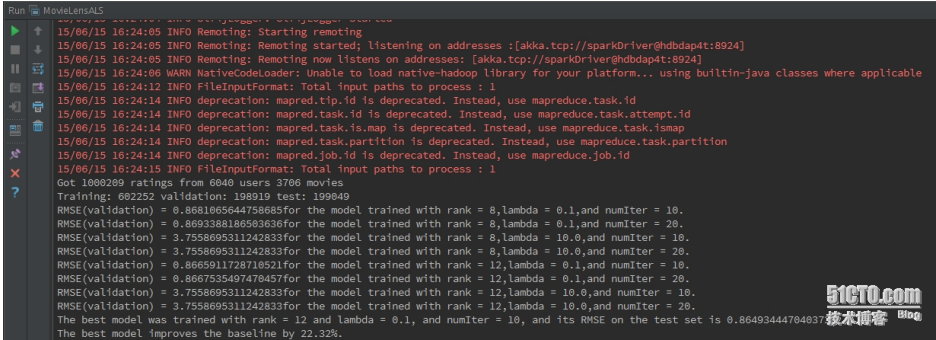 Run MovieLensALS
15/06/15 16:24:05 INFO Remoting: Starting remoting
15/06/15 16:24:05 INFO Remoting: Remoting started; listening on addresses :[akka.tcp://sparkDriver@hdbdap4t:8924]
15/06/15 16:24:05 INFO Remoting: Remoting now listens on addresses: [akka.tcp://sparkDriver@hdbdap4t:8924]
15/06/15 16:24:06 WARN NativeCodeLoader: Unable to load native-hadoop library for your platform... using builtin-java classes where applicable
15/06/15 16:24:12 INFO FileInputFormat: Total input paths to process : 1
15/06/15 16:24:14 INFO deprecation: mapred.tip.id is deprecated. Instead, use mapreduce.task.id
15/06/15 16:24:14 INFO deprecation: mapred.task.id is deprecated. Instead, use mapreduce.task.attempt.id
15/06/15 16:24:14 INFO deprecation: mapred.task.is.map is deprecated. Instead, use mapreduce.task.ismap
15/06/15 16:24:14 INFO deprecation: mapred.task.partition is deprecated. Instead, use mapreduce.task.partition
15/06/15 16:24:14 INFO deprecation: mapred.job.id is deprecated. Instead, use mapreduce.job.id
15/06/15 16:24:15 INFO FileInputFormat: Total input paths to process : 1
Got 1000209 ratings from 6040 users 3706 movies
Training: 602252 validation: 198919 test: 199049
RMSE(validation) = 0.8681065644758685for the model trained with rank = 8,lambda = 0.1,and numIter = 10.
RMSE(validation) = 0.8693388186503636for the model trained with rank = 8,lambda = 0.1,and numIter = 20.
RMSE(validation) = 3.7558695311242833for the model trained with rank = 8,lambda = 10.0,and numIter = 10.
RMSE(validation) = 3.7558695311242833for the model trained with rank = 8,lambda = 10.0,and numIter = 20.
RMSE(validation) = 0.8665911728710521for the model trained with rank = 12,lambda = 0.1,and numIter = 10.
RMSE(validation) = 0.8667535497470457for the model trained with rank = 12,lambda = 0.1,and numIter = 20.
RMSE(validation) = 3.7558695311242833for the model trained with rank = 12,lambda = 10.0,and numIter = 10.
RMSE(validation) = 3.7558695311242833for the model trained with rank = 12,lambda = 10.0,and numIter = 20.
The best model was trained with rank = 12 and lambda = 0.1, and numIter = 10, and its RMSE on the test set is
The best model improves the baseline by 22.32%.
51CTO.com
技术博客 Blog